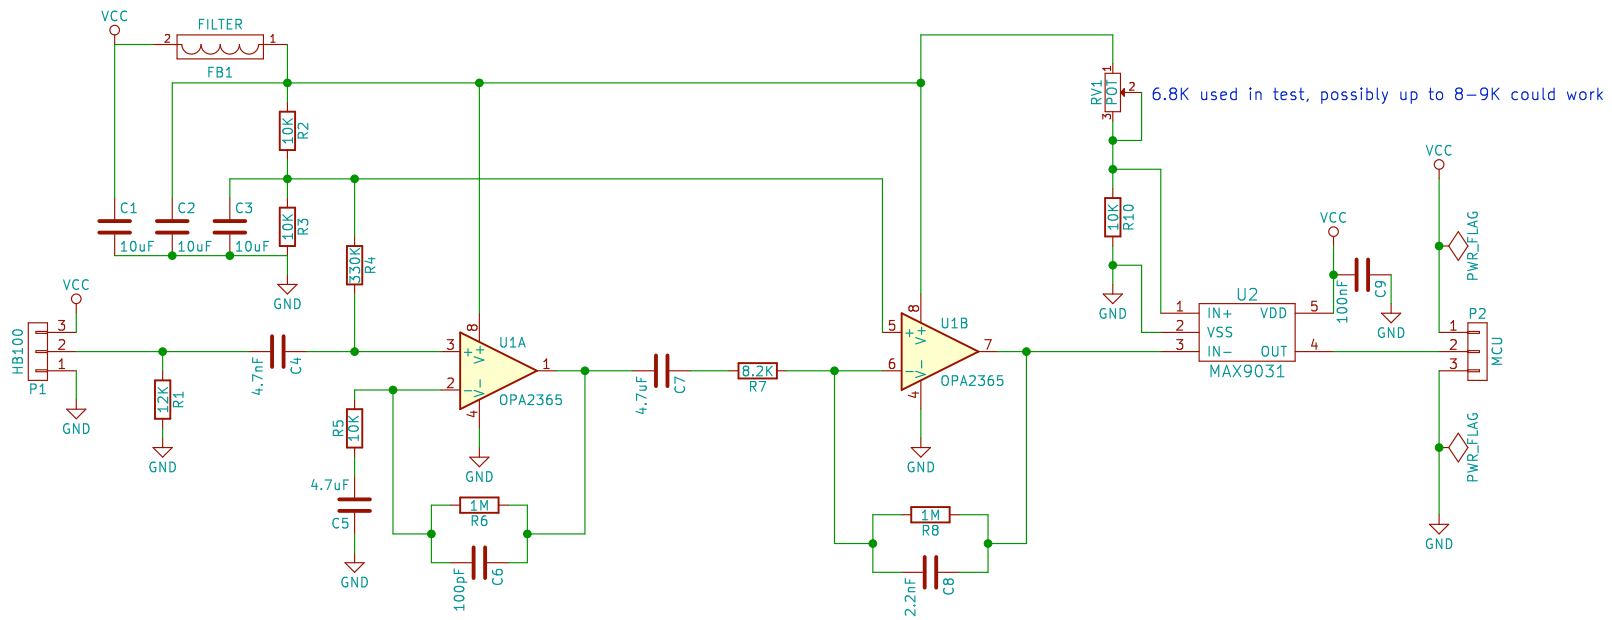 VCC
FILTER
2
1
FB1
6.8K used in test, possibly up to 8-9K could work
RV1
POT
1
2
3
10K
R2
C1
10uF
C2
10uF
C3
10uF
10K
R3
GND
330K
R4
10K
R10
GND
VCC
PWR_FLAG
VCC
100nF
C9
GND
VCC
HB100
3
2
1
P1
GND
12K
R1
GND
4.7nF
C4
U1A
8
V+
3
+
2
-
V-
4
1
OPA2365
GND
R5
10K
4.7uF
C5
GND
1M
R6
100pF
C6
4.7uF
C7
8.2K
R7
U1B
8
V+
5
+
6
-
V-
4
7
OPA2365
GND
1M
R8
2.2nF
C8
U2
1
IN+
VDD
5
2
VSS
3
IN-
OUT
4
MAX9031
P2
1
2
3
MCU
PWR_FLAG
GND